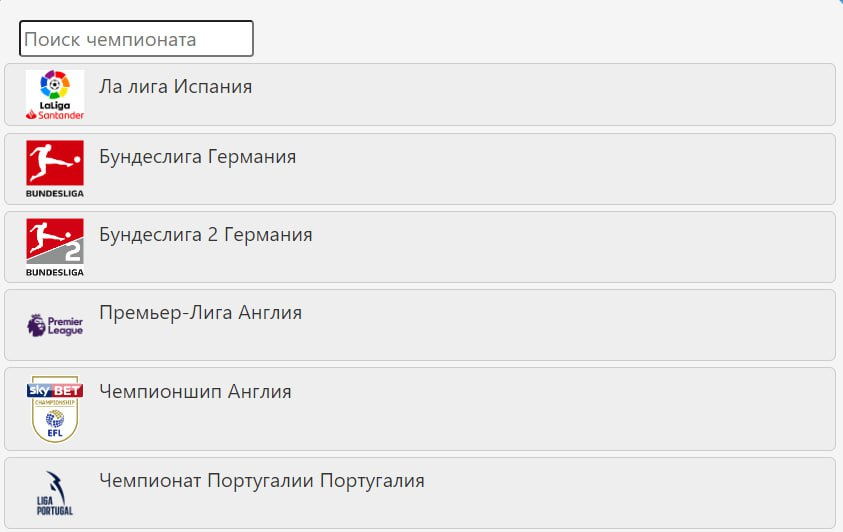 Поиск чемпионата
LaLiga
Santander
Ла лига Испания
BUNDESLIGA
Бундеслига Германия
2
BUNDESLIGA
Бундеслига 2 Германия
Premier
League
Премьер-Лига Англия
sky BET
CHAMPIONSHIP
EFL
Чемпионшип Англия
LIGA
PORTUGAL
Чемпионат Португалии Португалия